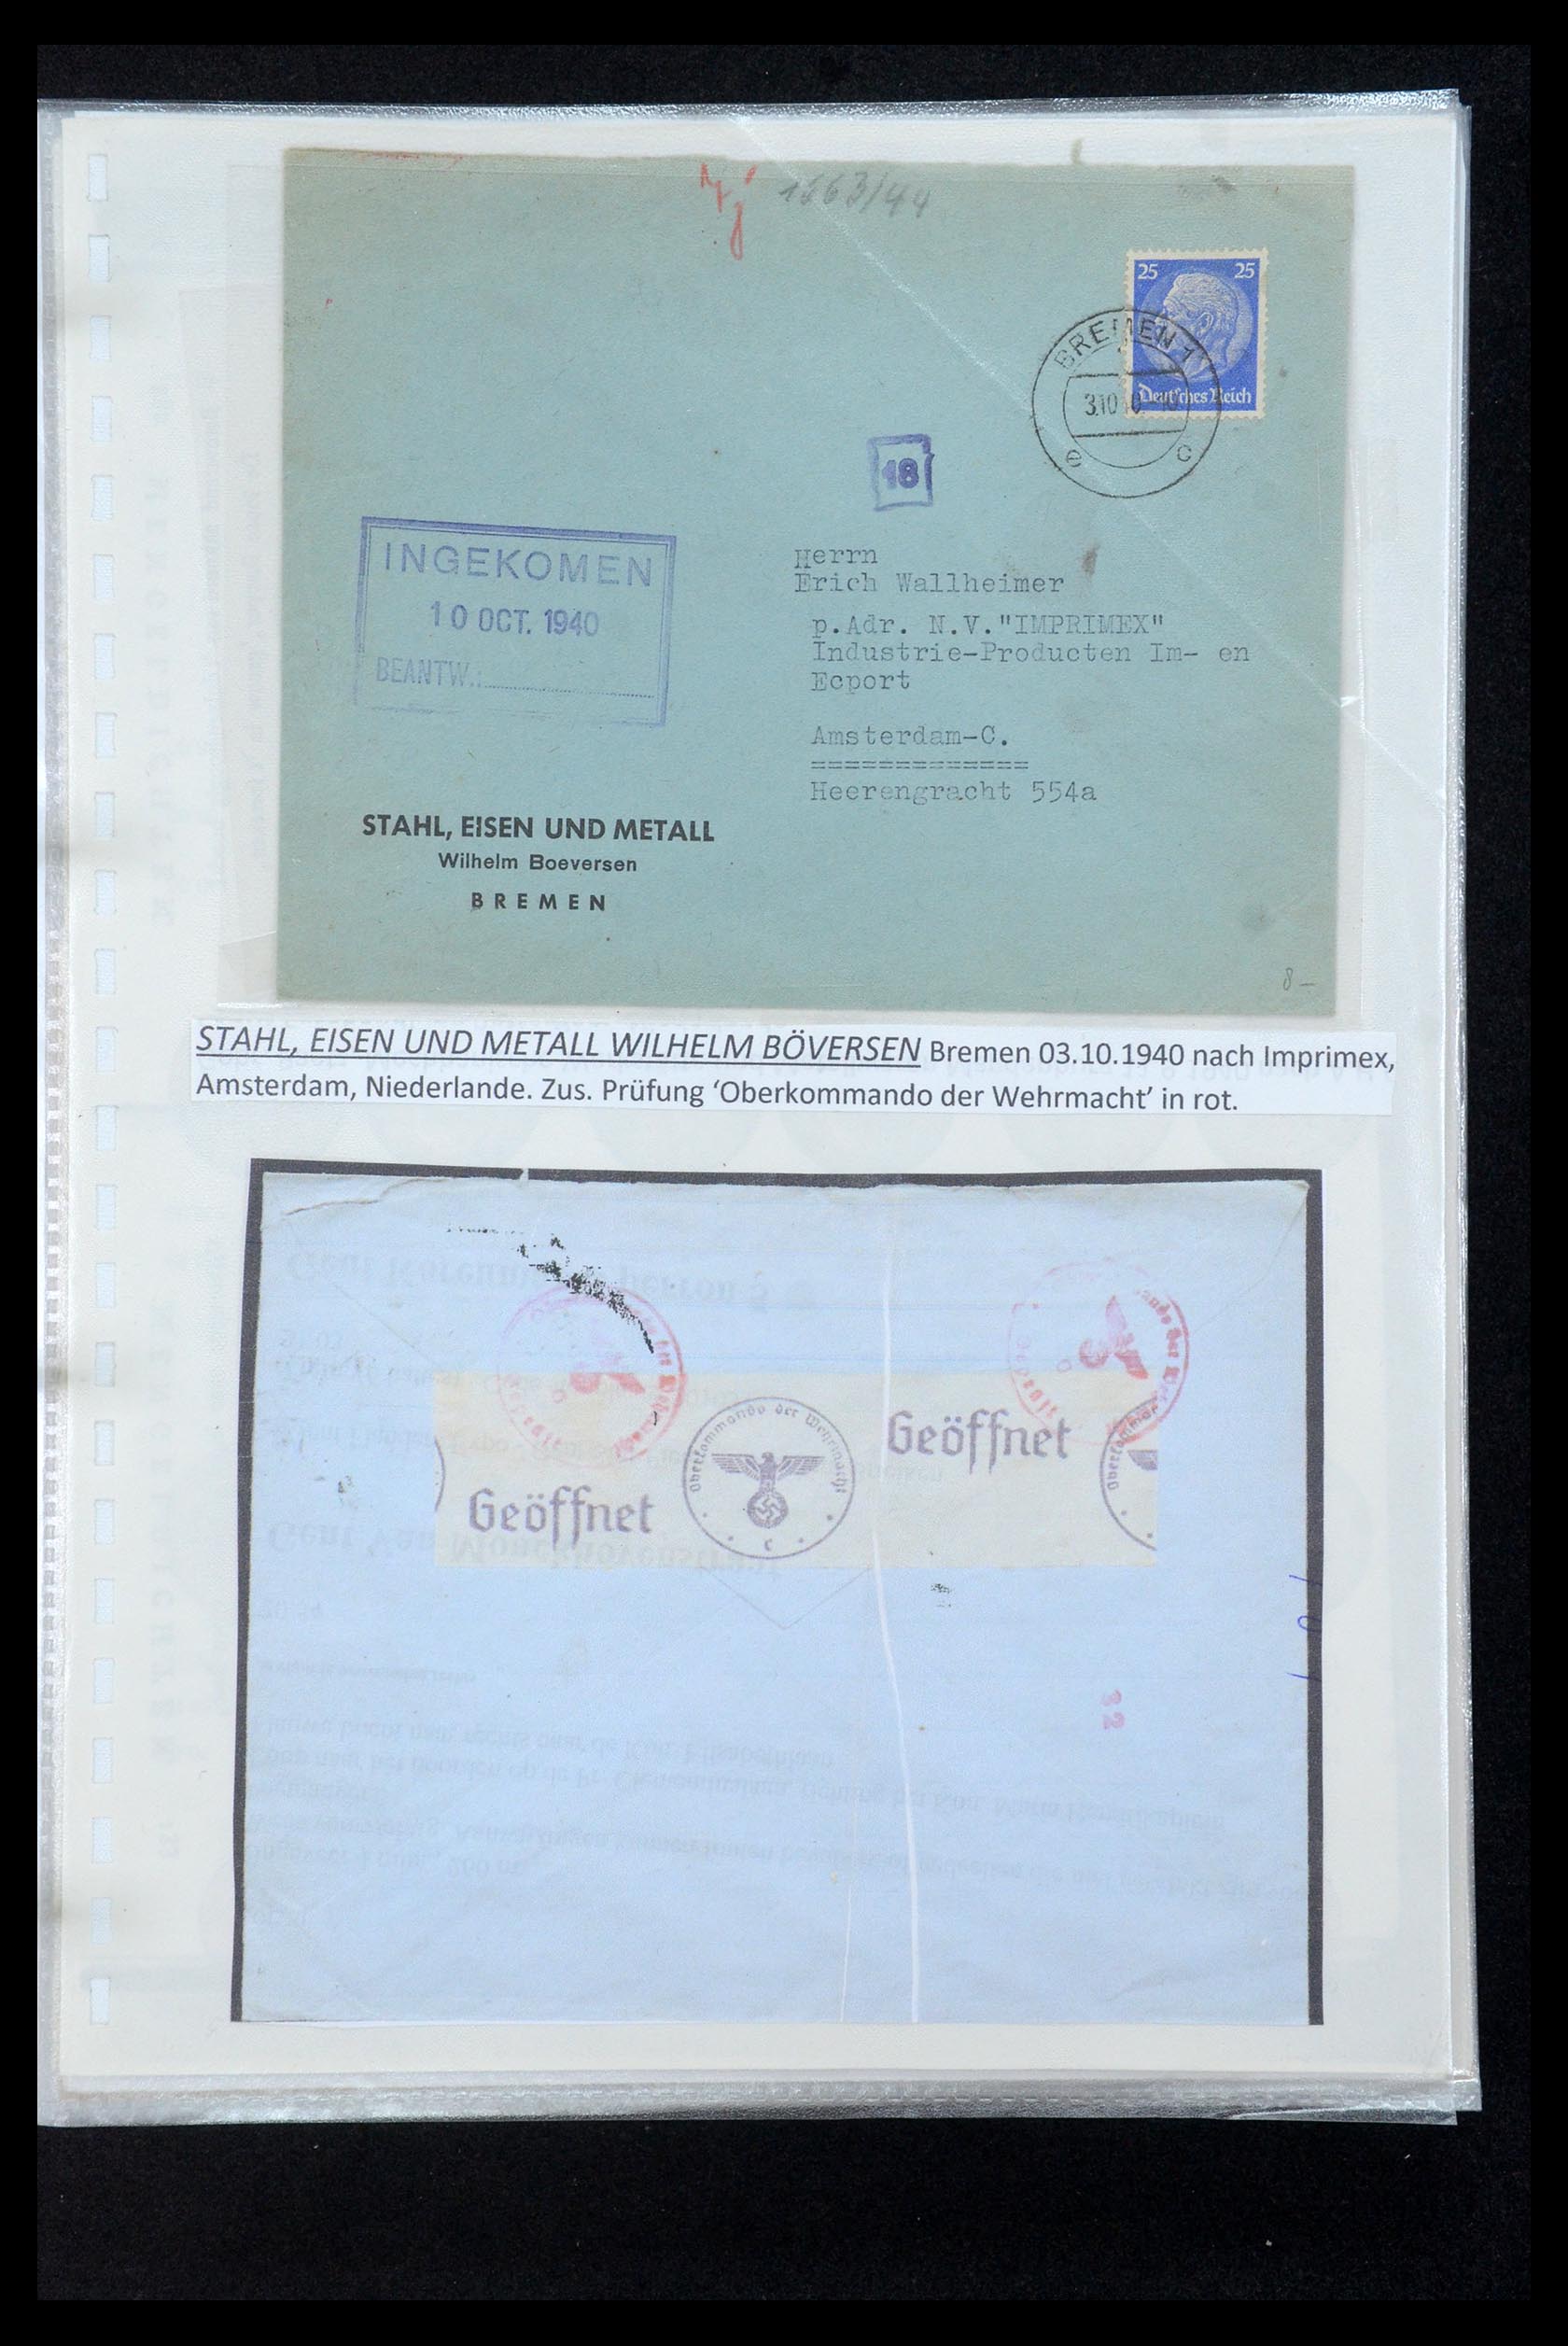 1663/44
25 25
Deutsches Reich
BREMEN 1
3.10
e c
18
INGEKOMEN
10 OCT. 1940
BEANTW.:
Herrn
Erich Wallheimer
p.Adr. N.V."IMPRIMEX"
Industrie-Producten Im- en
Ecport
Amsterdam-C.
=============
Heerengracht 554a
STAHL, EISEN UND METALL
Wilhelm Boeversen
BREMEN
8 —
STAHL, EISEN UND METALL WILHELM BÖVERSEN Bremen 03.10.1940 nach Imprimex,
Amsterdam, Niederlande. Zus. Prüfung ‘Oberkommando der Wehrmacht’ in rot.
Geöffnet
Oberkommando der Wehrmacht
c
Geöffnet
32